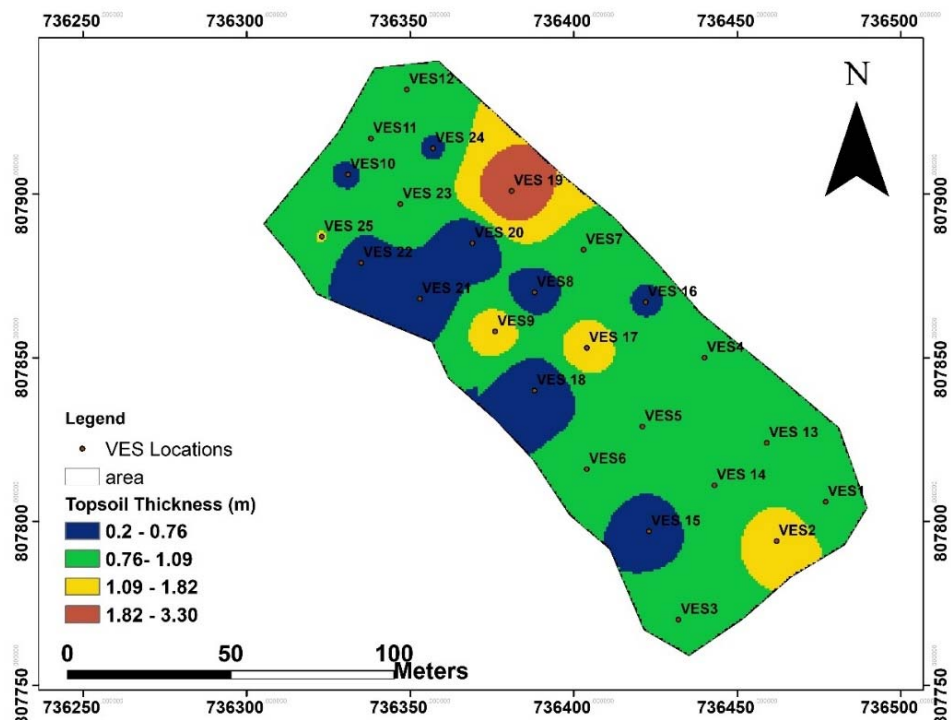 736250 736300 736350 736400 736450 736500
N
VES12
VES11
VES 24
VES10
VES 19
VES 23
VES 25
VES 20
VES7
VES 22
VES8
VES 21
VES 16
VES9
VES 17
VES4
VES 18
VES5
VES 13
VES6
VES 14
VES1
VES 15
VES2
VES3
807900
807850
807800
807750
807900
807850
807800
807750
Legend
VES Locations
area
Topsoil Thickness (m)
0.2 - 0.76
0.76- 1.09
1.09 - 1.82
1.82 - 3.30
0 50 100
Meters
736250 736300 736350 736400 736450 736500